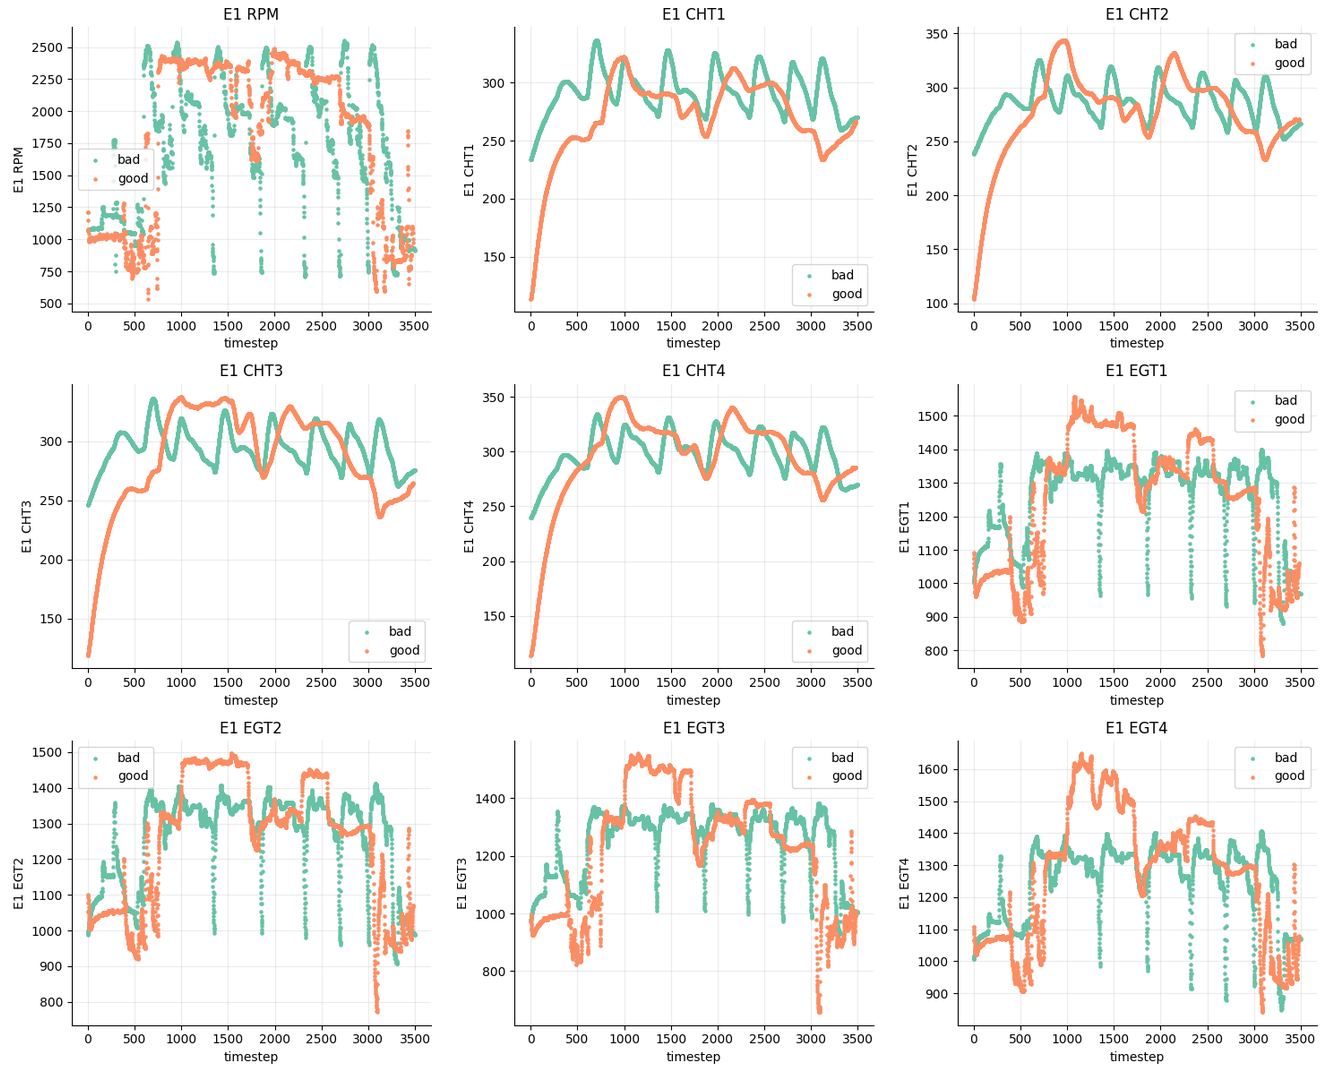 E1 RPM
E1 RPM
2500
2250
2000
1750
1500
1250
1000
750
500
bad
good
0 500 1000 1500 2000 2500 3000 3500
timestep
E1 CHT1
E1 CHT1
300
250
200
150
bad
good
0 500 1000 1500 2000 2500 3000 3500
timestep
E1 CHT2
E1 CHT2
350
300
250
200
150
100
bad
good
0 500 1000 1500 2000 2500 3000 3500
timestep
E1 CHT3
E1 CHT3
300
250
200
150
bad
good
0 500 1000 1500 2000 2500 3000 3500
timestep
E1 CHT4
E1 CHT4
350
300
250
200
150
bad
good
0 500 1000 1500 2000 2500 3000 3500
timestep
E1 EGT1
E1 EGT1
1500
1400
1300
1200
1100
1000
900
800
bad
good
0 500 1000 1500 2000 2500 3000 3500
timestep
E1 EGT2
E1 EGT2
1500
1400
1300
1200
1100
1000
900
800
bad
good
0 500 1000 1500 2000 2500 3000 3500
timestep
E1 EGT3
E1 EGT3
1400
1200
1000
800
bad
good
0 500 1000 1500 2000 2500 3000 3500
timestep
E1 EGT4
E1 EGT4
1600
1500
1400
1300
1200
1100
1000
900
bad
good
0 500 1000 1500 2000 2500 3000 3500
timestep